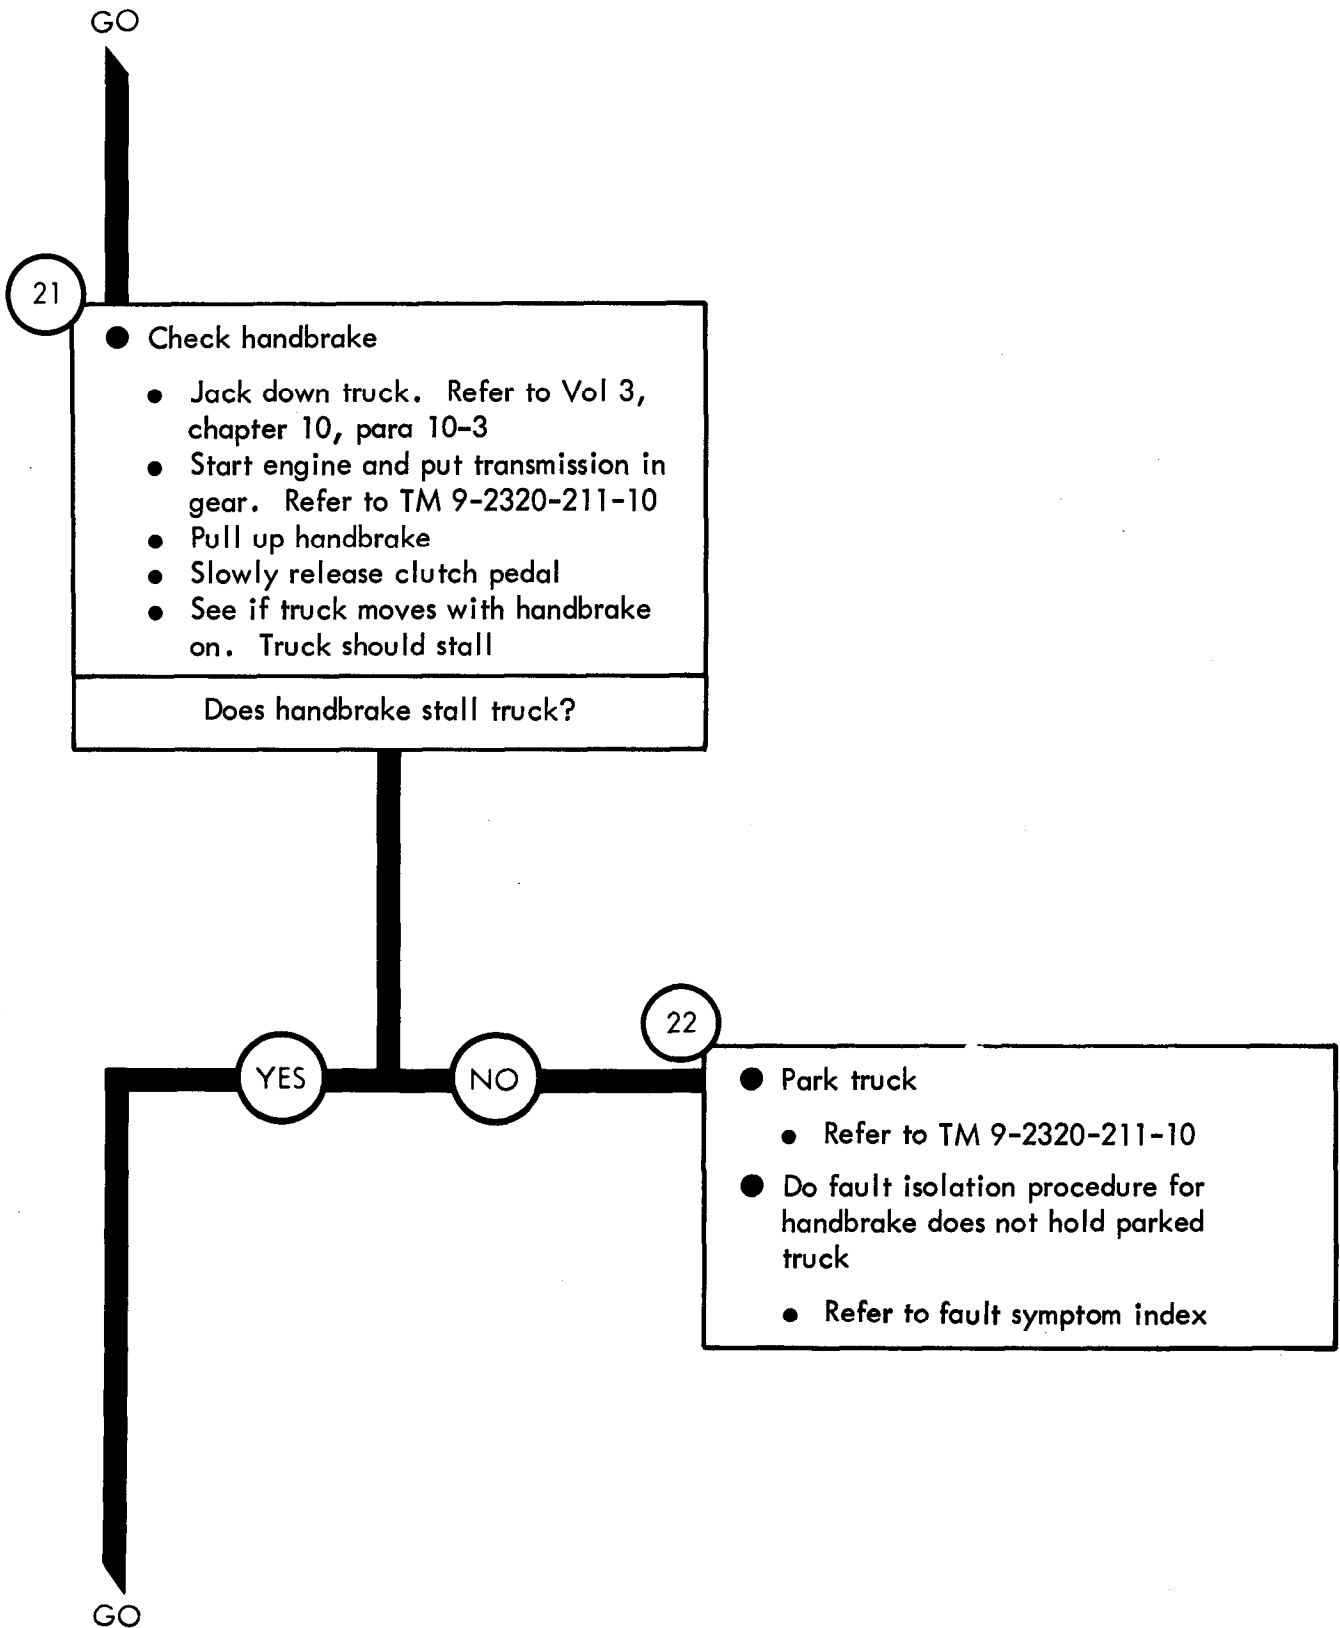 GO
21
● Check handbrake
● Jack down truck. Refer to Vol 3,
chapter 10, para 10-3
● Start engine and put transmission in
gear. Refer to TM 9-2320-211-10
● Pull up handbrake
● Slowly release clutch pedal
● See if truck moves with handbrake
on. Truck should stall
Does handbrake stall truck?
YES
NO
22
● Park truck
● Refer to TM 9-2320-211-10
● Do fault isolation procedure for
handbrake does not hold parked
truck
● Refer to fault symptom index
GO